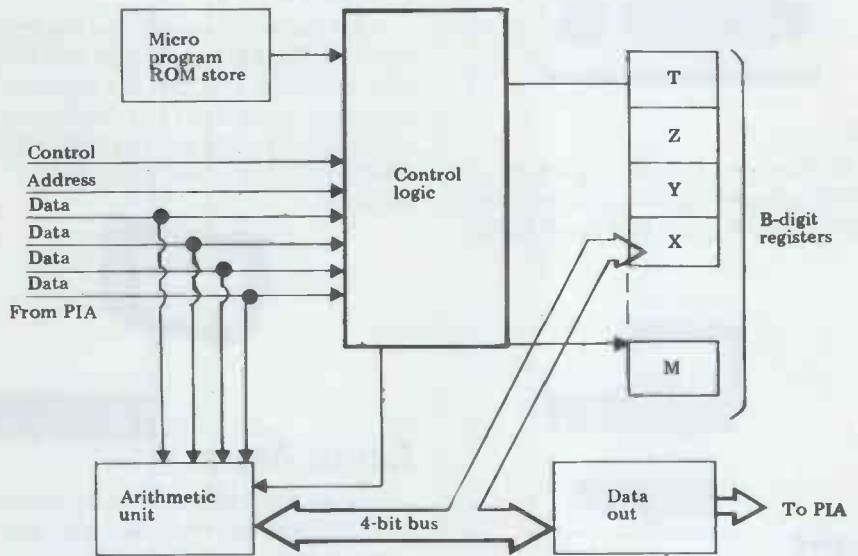 Micro
program
ROM store
Control
logic
Control
Address
Data
Data
Data
Data
From PIA
T
Z
Y
X
M
B-digit
registers
Arithmetic
unit
4-bit bus
Data
out
To PIA